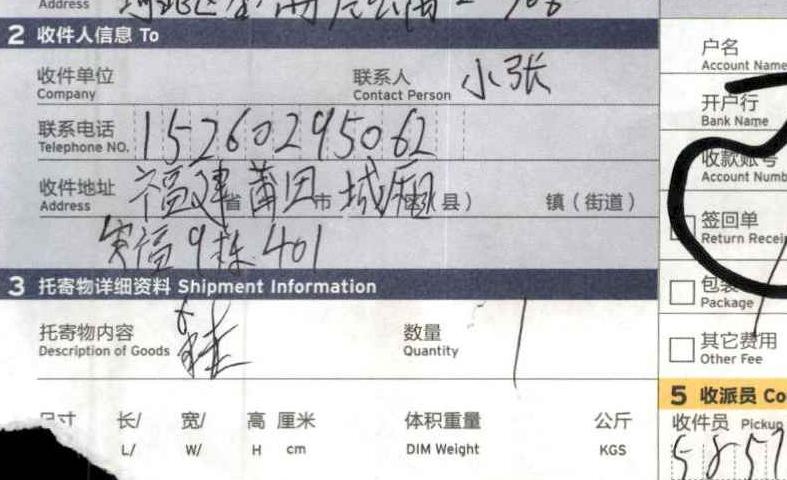 Address
2 收件人信息 To
收件单位 联系人 小张
Company Contact Person
联系电话 15260295062
Telephone NO.
收件地址 福建省 莆田市 城厢区(县) 镇(街道)
Address
9栋 401
3 托寄物详细资料 Shipment Information
托寄物内容 鞋 数量 1
Description of Goods Quantity
尺寸 长/ 宽/ 高 厘米 体积重量 公斤
L/ W/ H cm DIM Weight KGS
户名
Account Name
开户行
Bank Name
收款账号
Account Numb
签回单
Return Recei
包装
Package
其它费用
Other Fee
5 收派员 Co
收件员 Pickup
5857